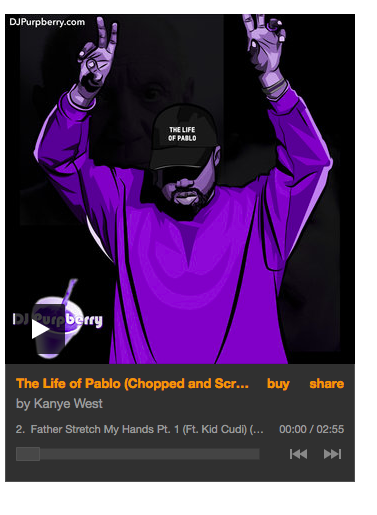 DJPurpberry.com
THE LIFE
OF PABLO
DJ Purpberry
The Life of Pablo (Chopped and Scr... buy share
by Kanye West
2. Father Stretch My Hands Pt. 1 (Ft. Kid Cudi) (... 00:00 / 02:55